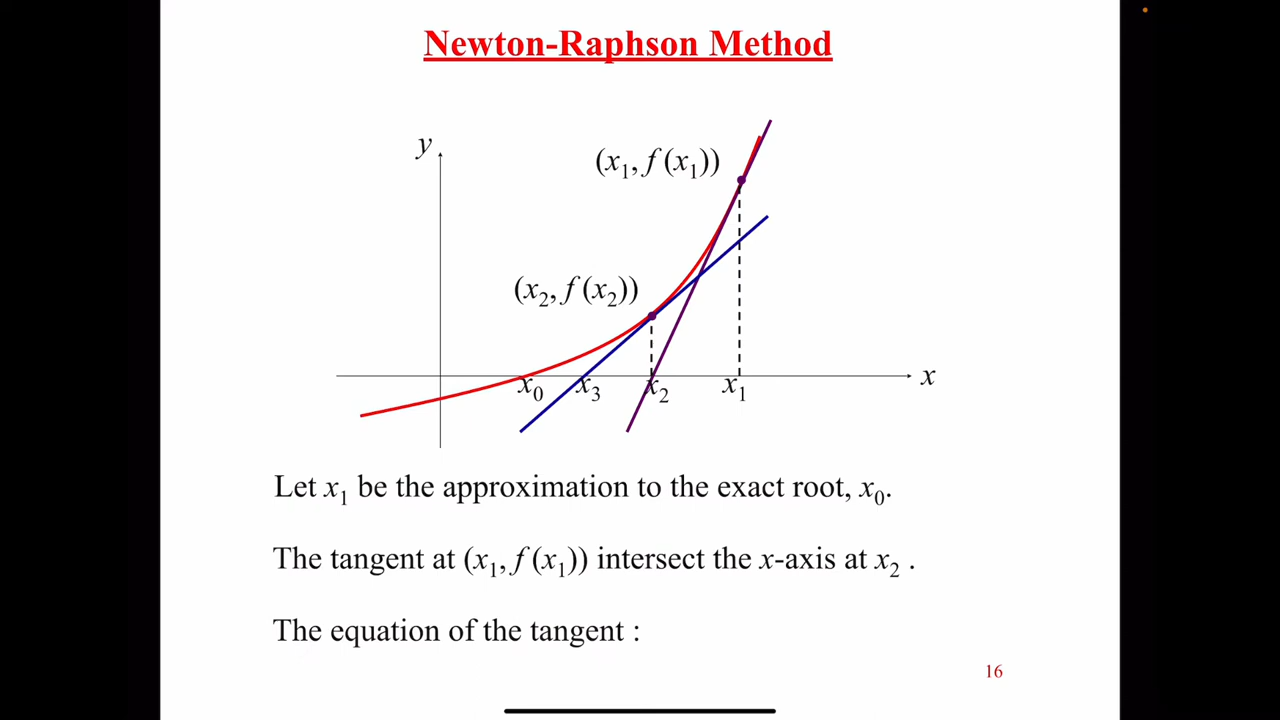 Newton-Raphson Method
y
(x₁, f (x₁))
(x₂, f (x₂))
x₀ x₃ x₂ x₁ x
Let x₁ be the approximation to the exact root, x₀.
The tangent at (x₁, f (x₁)) intersect the x-axis at x₂ .
The equation of the tangent :
16